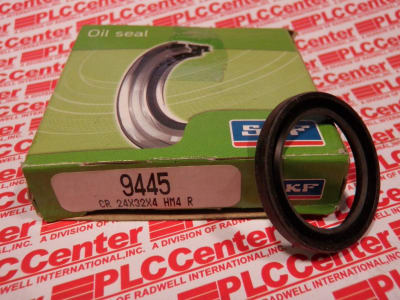 Oil seal
SKF
9445
CR 24X32X4 HM4 R
SKF
PLCCenter
A DIVISION OF RADWELL INTERNATIONAL, INC.